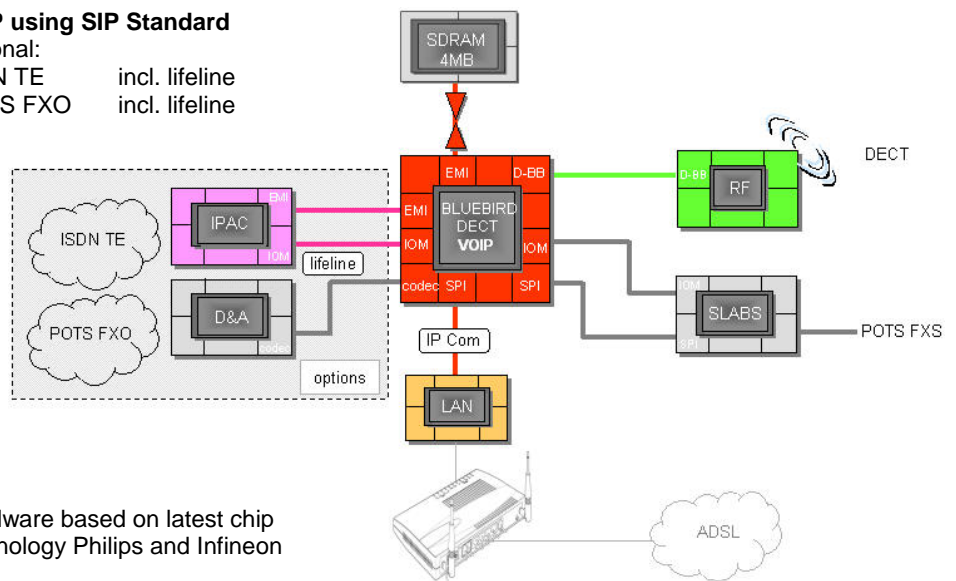 P using SIP Standard
onal:
N TE incl. lifeline
S FXO incl. lifeline
SDRAM
4MB
DECT
EMI D-BB
D-BB
RF
EMI
IPAC
IOM
ISDN TE
EMI
BLUEBIRD
DECT
VOIP
IOM
IOM
lifeline
codec SPI SPI
IOM
SLABS
SPI
POTS FXS
D&A
codec
POTS FXO
options
IP Com
LAN
ADSL
lware based on latest chip
nology Philips and Infineon